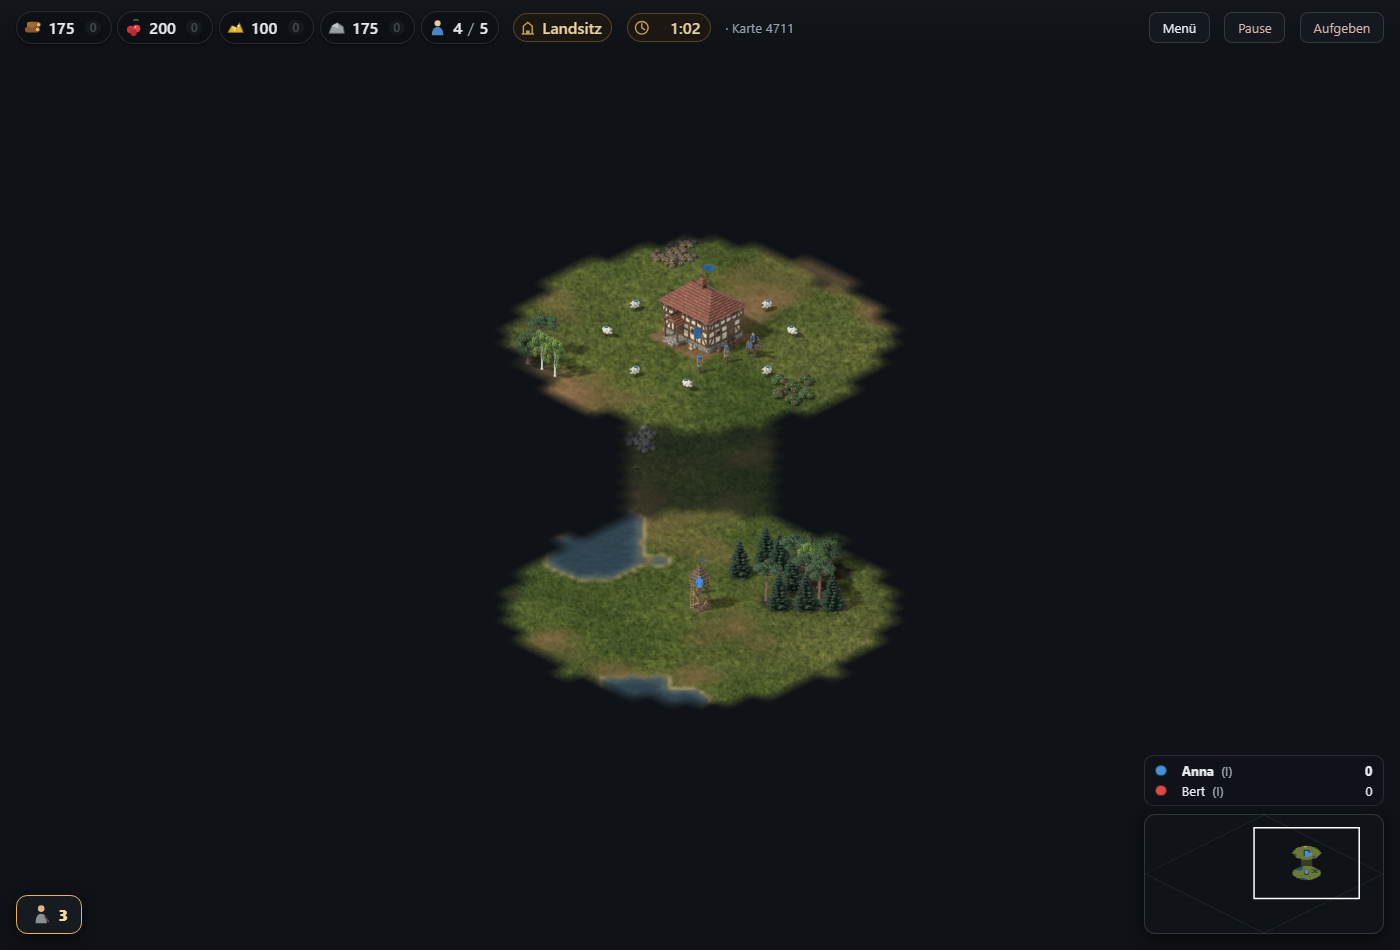 175 0 200 0 100 0 175 0 4 / 5 Landsitz 1:02 · Karte 4711 Menü Pause Aufgeben
Anna (I) 0
Bert (I) 0
3